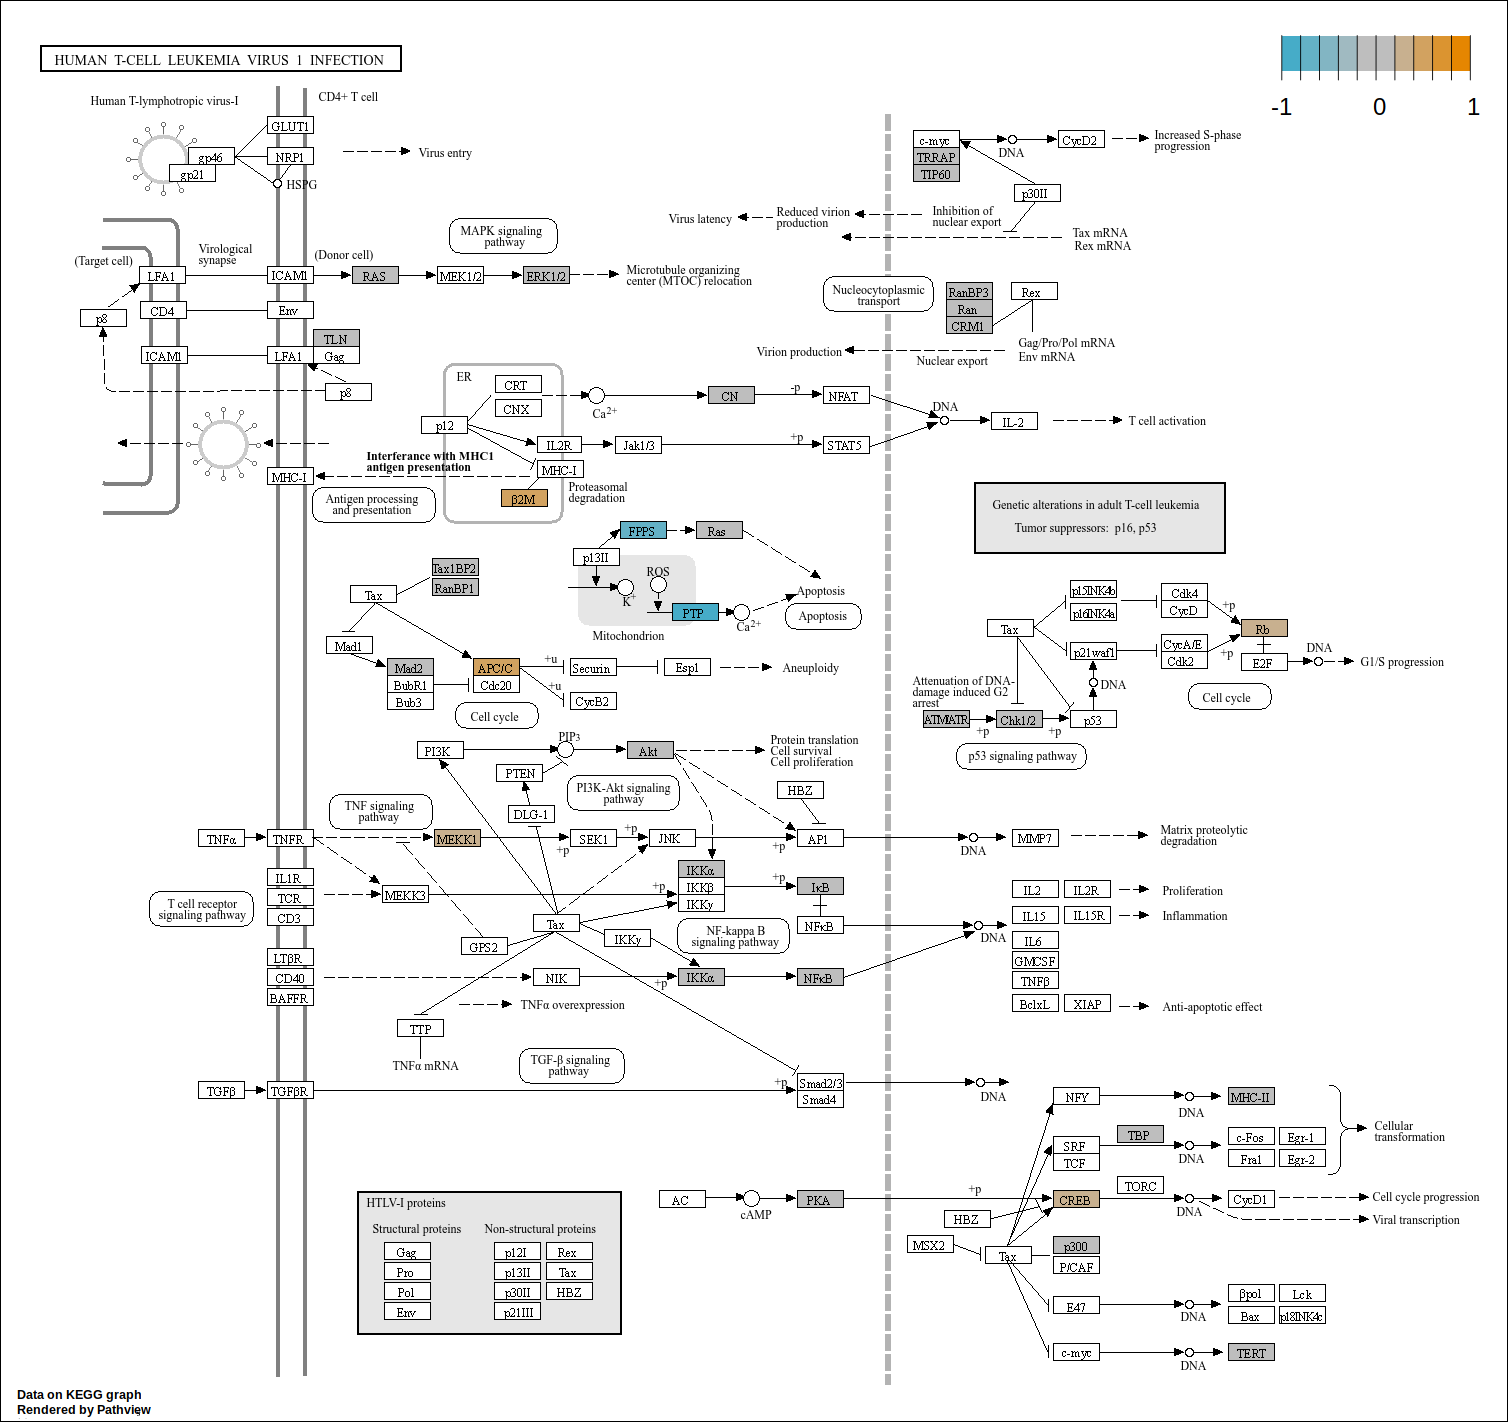 HUMAN T-CELL LEUKEMIA VIRUS 1 INFECTION
-1 0 1
Human T-lymphotropic virus-I
CD4+ T cell
GLUT1
gp46
NRP1
gp21
HSPG
Virus entry
c-myc
TRRAP
TIP60
DNA
CycD2
Increased S-phase
progression
p30II
Virus latency
Reduced virion
production
Inhibition of
nuclear export
Tax mRNA
Rex mRNA
(Target cell)
Virological
synapse
(Donor cell)
MAPK signaling
pathway
LFA1
ICAM1
RAS
MEK1/2
ERK1/2
Microtubule organizing
center (MTOC) relocation
p8
CD4
Env
TLN
ICAM1
LFA1
Gag
p8
Nucleocytoplasmic
transport
RanBP3
Ran
CRM1
Rex
Gag/Pro/Pol mRNA
Env mRNA
Virion production
Nuclear export
ER
CRT
CNX
p12
Ca2+
CN
-p
NFAT
DNA
IL-2
T cell activation
IL2R
Jak1/3
+p
STAT5
Interferance with MHC1
antigen presentation
MHC-I
MHC-I
β2M
Proteasomal
degradation
Antigen processing
and presentation
Genetic alterations in adult T-cell leukemia
Tumor suppressors: p16, p53
FPPS
Ras
p13II
ROS
K+
PTP
Ca2+
Mitochondrion
Apoptosis
Apoptosis
Tax1BP2
RanBP1
Tax
Mad1
Mad2
BubR1
Bub3
APC/C
Cdc20
+u
+u
Securin
CycB2
Esp1
Aneuploidy
Cell cycle
p15INK4b
p16INK4a
Cdk4
CycD
+p
Tax
p21waf1
CycA/E
Cdk2
+p
Rb
E2F
DNA
G1/S progression
DNA
Attenuation of DNA-
damage induced G2
arrest
ATM/ATR
+p
Chk1/2
+p
p53
Cell cycle
p53 signaling pathway
PI3K
PIP3
Akt
Protein translation
Cell survival
Cell proliferation
PTEN
DLG-1
PI3K-Akt signaling
pathway
HBZ
TNF signaling
pathway
TNFα
TNFR
MEKK1
+p
SEK1
+p
JNK
+p
AP1
DNA
MMP7
Matrix proteolytic
degradation
IL1R
TCR
CD3
T cell receptor
signaling pathway
MEKK3
+p
IKKα
IKKβ
IKKγ
+p
IκB
NFκB
IL2
IL2R
Proliferation
IL15
IL15R
Inflammation
IL6
GMCSF
TNFβ
BclxL
XIAP
Anti-apoptotic effect
DNA
Tax
GPS2
IKKγ
NF-kappa B
signaling pathway
LTβR
CD40
BAFFR
NIK
+p
IKKα
NFκB
TNFα overexpression
TTP
TNFα mRNA
TGF-β signaling
pathway
TGFβ
TGFβR
+p
Smad2/3
Smad4
DNA
NFY
DNA
MHC-II
SRF
TCF
TBP
DNA
c-Fos
Egr-1
Fra1
Egr-2
Cellular
transformation
AC
cAMP
PKA
+p
CREB
TORC
DNA
CycD1
Cell cycle progression
Viral transcription
HBZ
MSX2
Tax
p300
P/CAF
E47
DNA
βpol
Lck
Bax
p18INK4c
c-myc
DNA
TERT
HTLV-I proteins
Structural proteins
Non-structural proteins
Gag
p12I
Rex
Pro
p13II
Tax
Pol
p30II
HBZ
Env
p21III
Data on KEGG graph
Rendered by Pathview